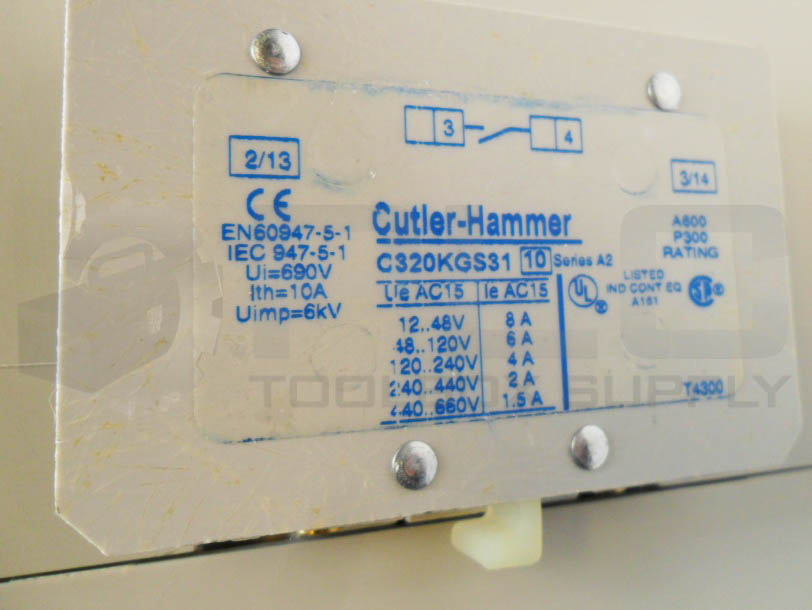 3 4
2/13
3/14
CE
EN60947-5-1
IEC 947-5-1
Ui=690V
Ith=10A
Uimp=6kV
Cutler-Hammer
C320KGS31 10 Series A2
Ue AC15 Ie AC15
12..48V 8 A
48..120V 6 A
120..240V 4 A
240..440V 2 A
440..660V 1.5 A
UL
LISTED
IND CONT EQ
A161
A600
P300
RATING
T4300
SUPPLY